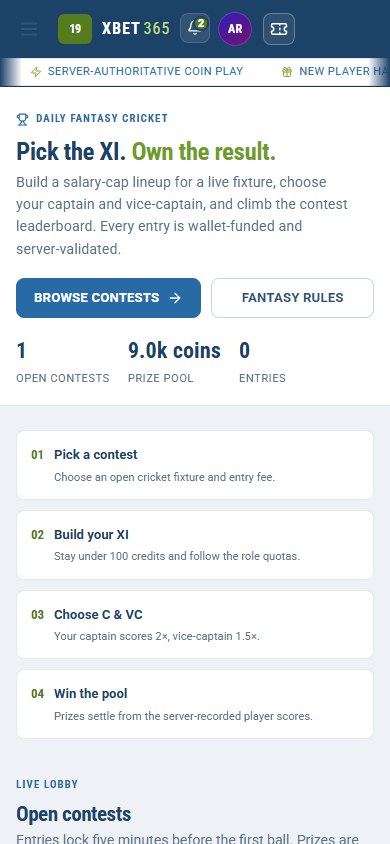 19 XBET 365 2 AR
SERVER-AUTHORITATIVE COIN PLAY NEW PLAYER HA
DAILY FANTASY CRICKET
Pick the XI. Own the result.
Build a salary-cap lineup for a live fixture, choose
your captain and vice-captain, and climb the contest
leaderboard. Every entry is wallet-funded and
server-validated.
BROWSE CONTESTS → FANTASY RULES
1 9.0k coins 0
OPEN CONTESTS PRIZE POOL ENTRIES
01 Pick a contest
Choose an open cricket fixture and entry fee.
02 Build your XI
Stay under 100 credits and follow the role quotas.
03 Choose C & VC
Your captain scores 2×, vice-captain 1.5×.
04 Win the pool
Prizes settle from the server-recorded player scores.
LIVE LOBBY
Open contests
Entries lock five minutes before the first ball. Prizes are